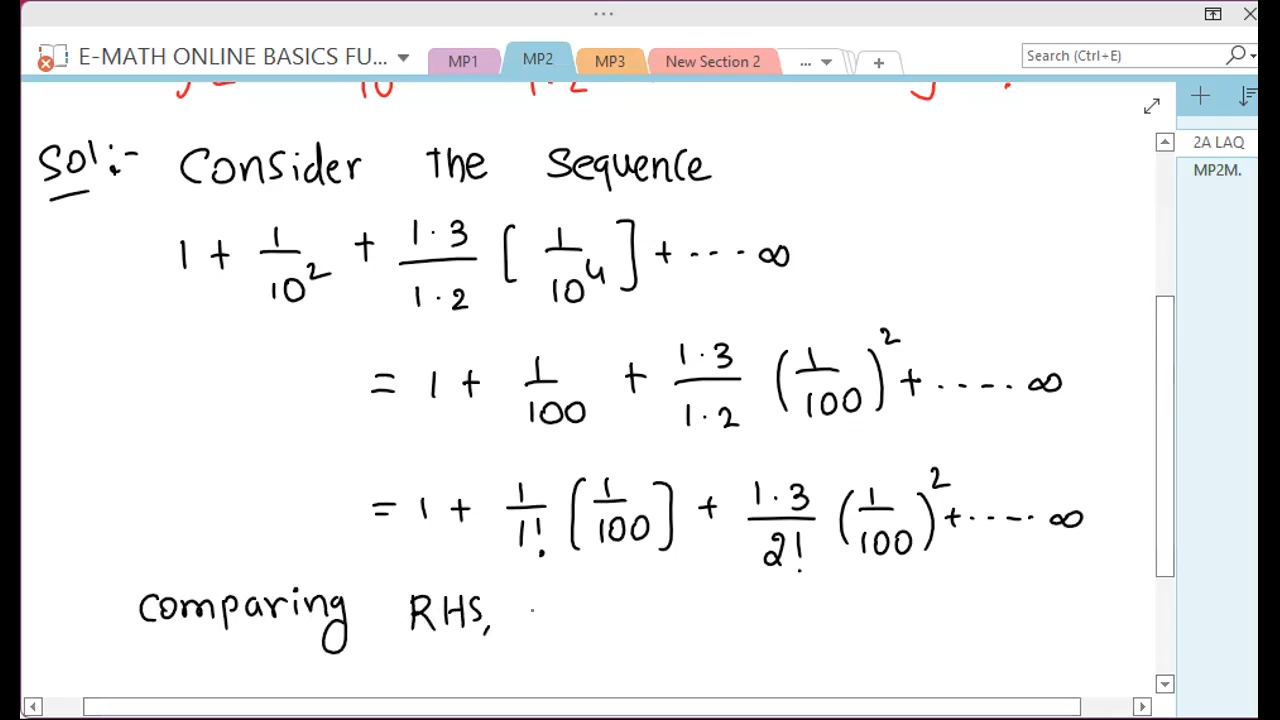 E-MATH ONLINE BASICS FU...
MP1 MP2 MP3 New Section 2 ...
Search (Ctrl+E)
2A LAQ
MP2M.
Sol:- Consider the Sequence
1 + 1/10² + 1·3/1·2 [1/10⁴] + ---- ∞
= 1 + 1/100 + 1·3/1·2 (1/100)² + ..... ∞
= 1 + 1/1! [1/100] + 1·3/2! (1/100)² + ..... ∞
Comparing RHS,